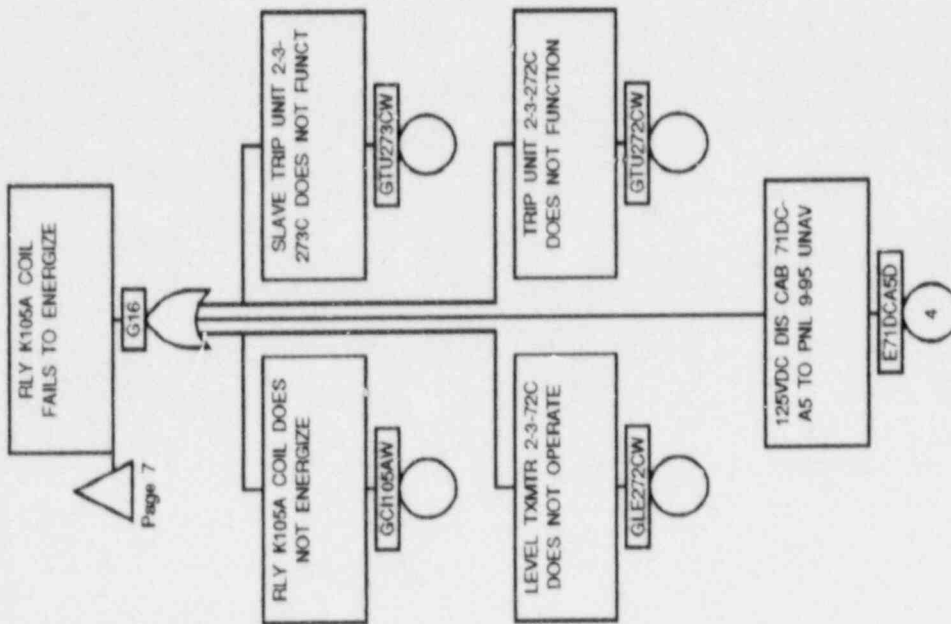 RLY K105A COIL
FAILS TO ENERGIZE
G16
Page 7
RLY K105A COIL DOES
NOT ENERGIZE
GCI105AW
SLAVE TRIP UNIT 2-3-
273C DOES NOT FUNCT
GTU273CW
LEVEL TXMTR 2-3-72C
DOES NOT OPERATE
GLE272CW
TRIP UNIT 2-3-272C
DOES NOT FUNCTION
GTU272CW
125VDC DIS CAB 71DC-
A5 TO PNL 9-95 UNAV
E71DCA5D
4